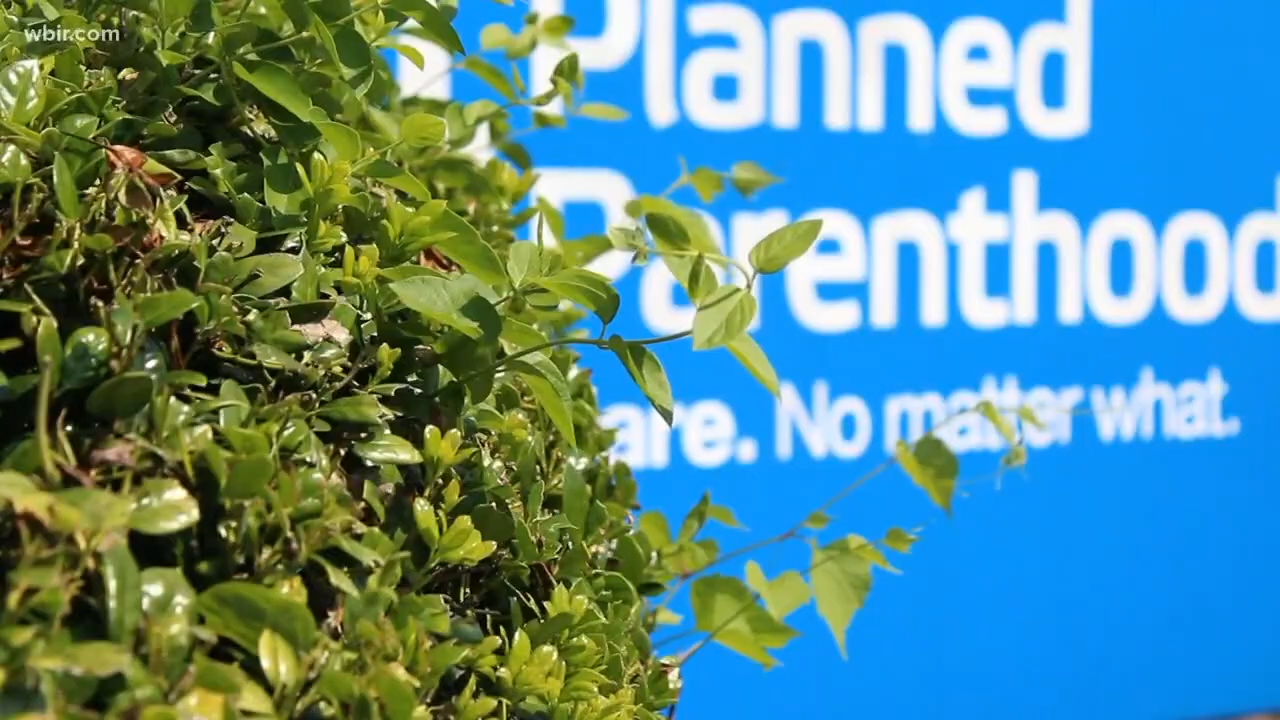 wbir.com
Planned
Parenthood
are. No matter what.